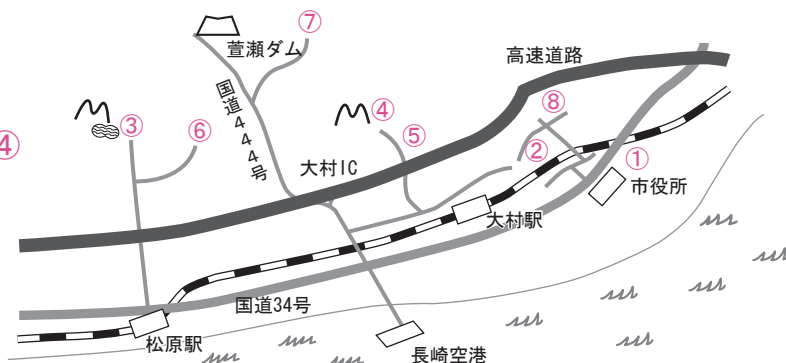 ⑦
萱瀬ダム
高速道路
国道444号
③
④
⑧
⑥
⑤
④
大村IC
②
①
市役所
大村駅
国道34号
松原駅
長崎空港